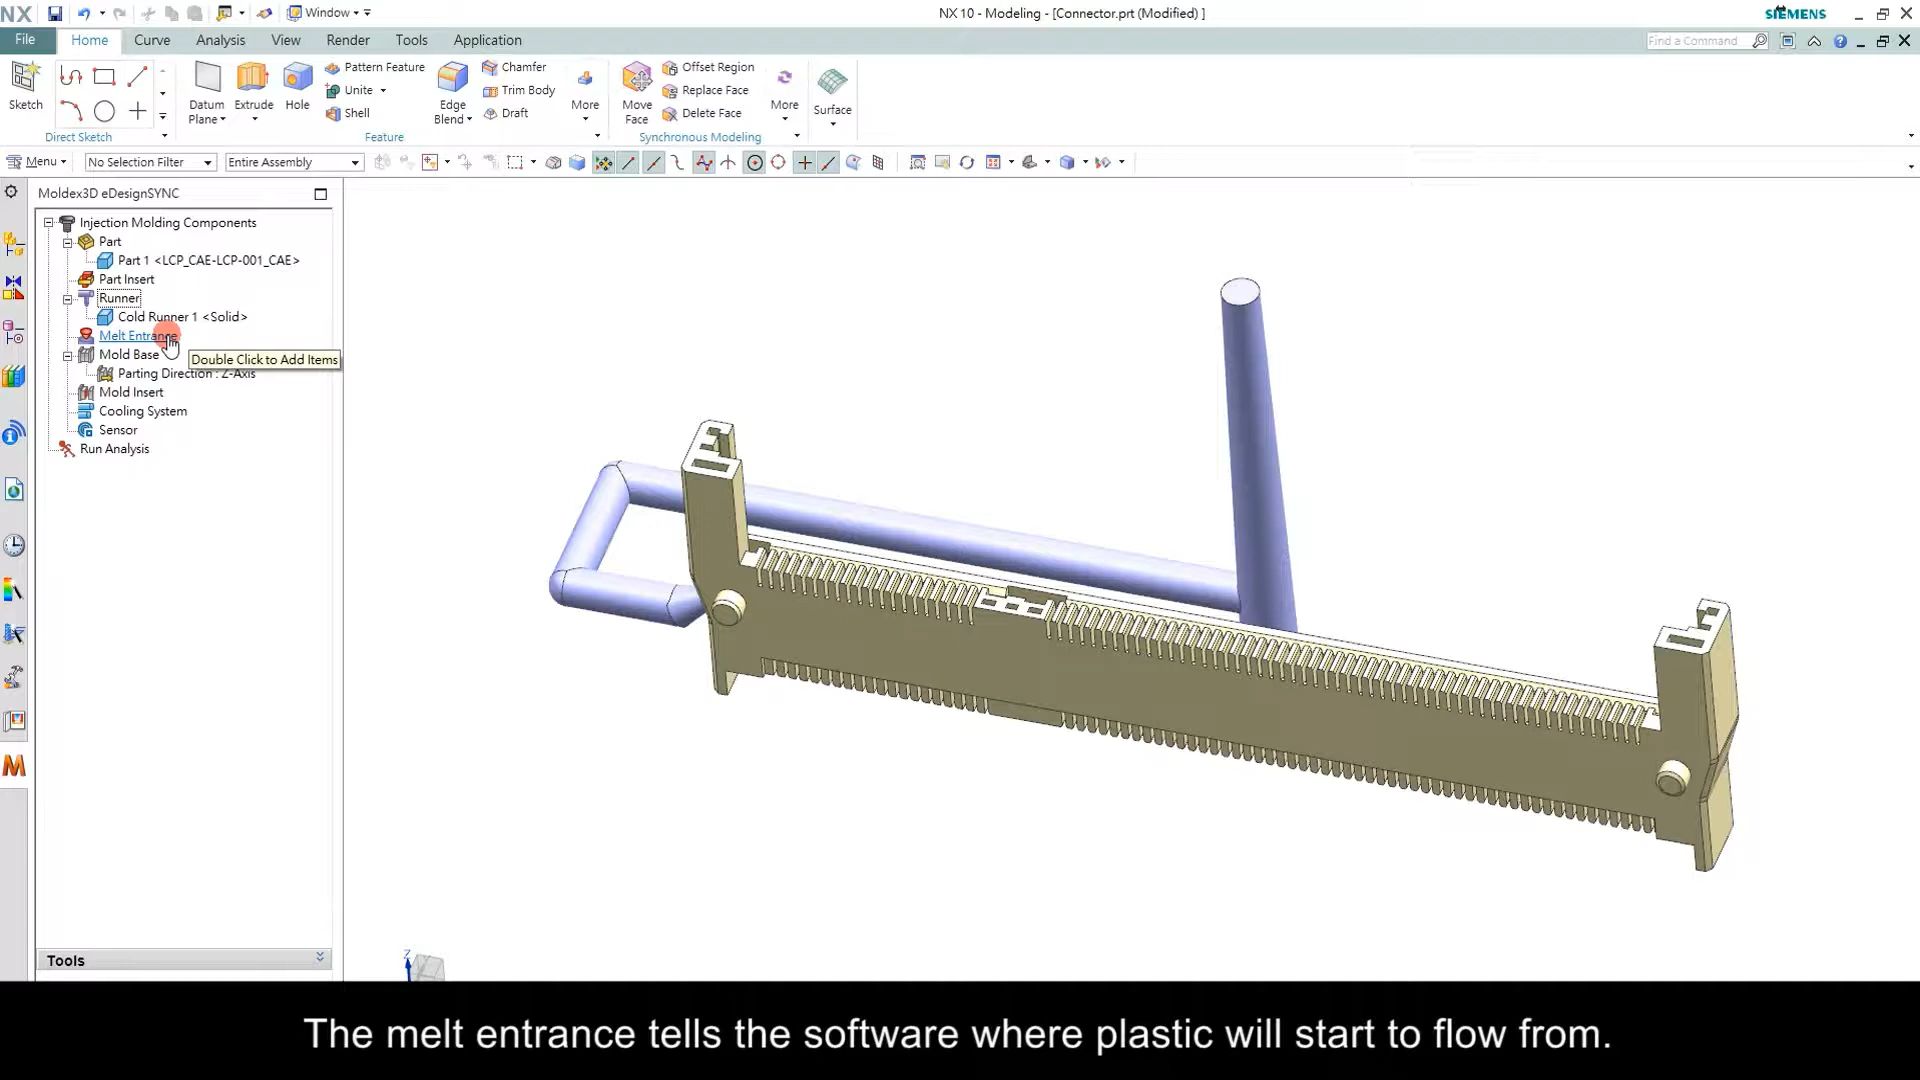 NX
Window
NX 10 - Modeling - [Connector.prt (Modified) ]
SIEMENS
File
Home
Curve
Analysis
View
Render
Tools
Application
Find a Command
Sketch
Direct Sketch
Datum Plane
Extrude
Hole
Pattern Feature
Unite
Shell
Edge Blend
Chamfer
Trim Body
Draft
More
Feature
Move Face
Offset Region
Replace Face
Delete Face
More
Synchronous Modeling
Surface
Menu
No Selection Filter
Entire Assembly
Moldex3D eDesignSYNC
Injection Molding Components
Part
Part 1 <LCP_CAE-LCP-001_CAE>
Part Insert
Runner
Cold Runner 1 <Solid>
Melt Entrance
Mold Base
Double Click to Add Items
Parting Direction : Z-Axis
Mold Insert
Cooling System
Sensor
Run Analysis
Tools
Z
The melt entrance tells the software where plastic will start to flow from.